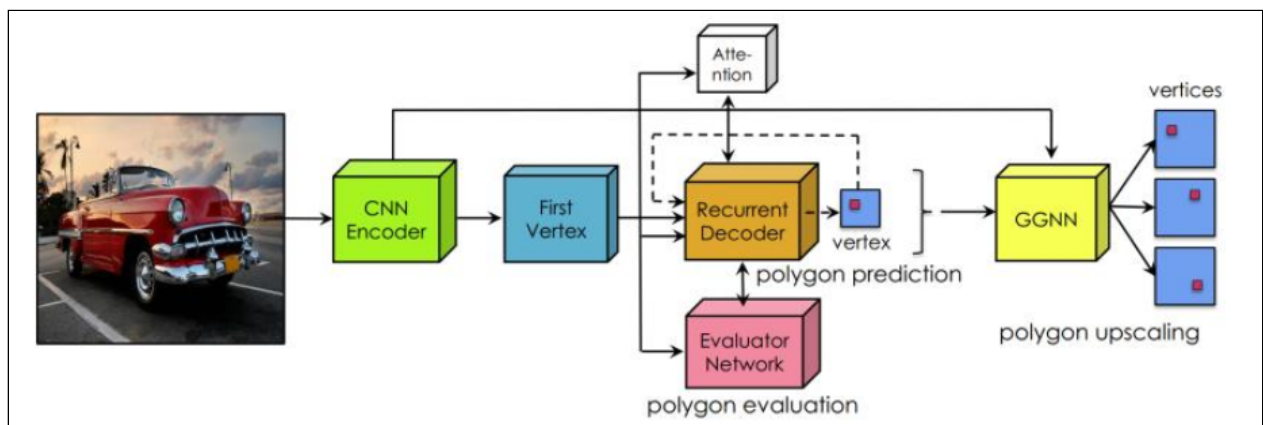 Atte-
ntion
vertices
CNN
Encoder
First
Vertex
Recurrent
Decoder
vertex
polygon prediction
GGNN
polygon upscaling
Evaluator
Network
polygon evaluation